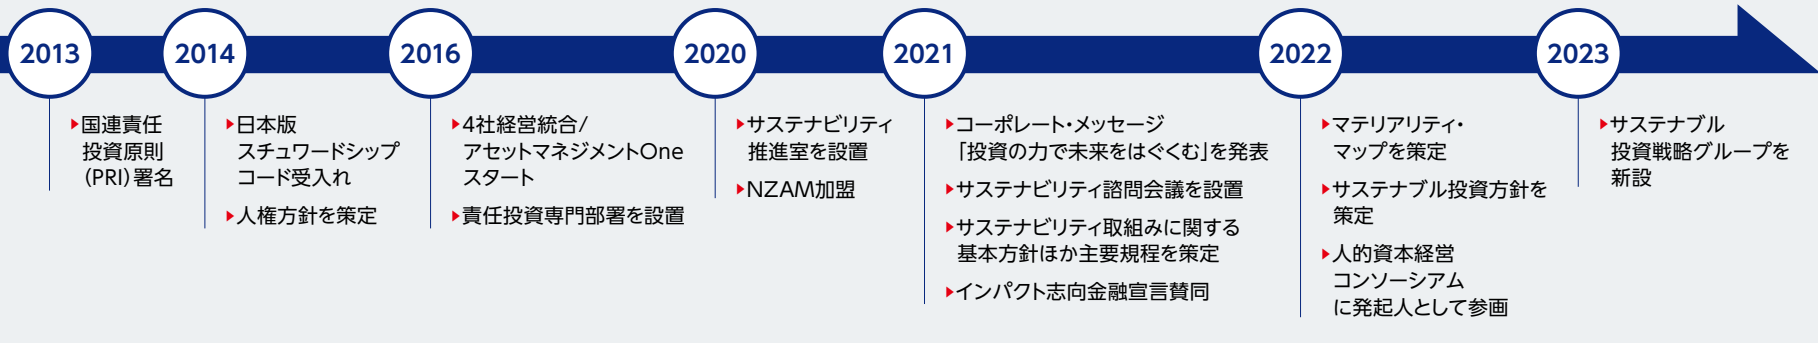 2013
▶国連責任
投資原則
(PRI)署名
2014
▶日本版
スチュワードシップ
コード受入れ
▶人権方針を策定
2016
▶4社経営統合/
アセットマネジメントOne
スタート
▶責任投資専門部署を設置
2020
▶サステナビリティ
推進室を設置
▶NZAM加盟
2021
▶コーポレート・メッセージ
「投資の力で未来をはぐくむ」を発表
▶サステナビリティ諮問会議を設置
▶サステナビリティ取組みに関する
基本方針ほか主要規程を策定
▶インパクト志向金融宣言賛同
2022
▶マテリアリティ・
マップを策定
▶サステナブル投資方針を
策定
▶人的資本経営
コンソーシアム
に発起人として参画
2023
▶サステナブル
投資戦略グループを
新設